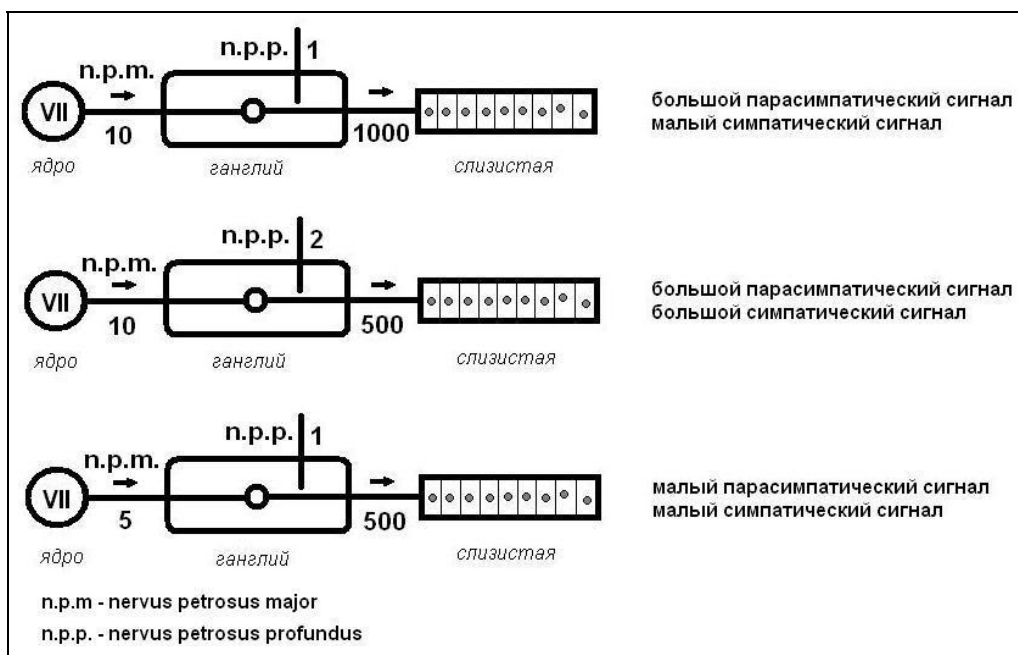 n.p.p. 1
n.p.m.
VII
10
1000
ядро
ганглий
слизистая
большой парасимпатический сигнал
малый симпатический сигнал
n.p.p. 2
n.p.m.
VII
10
500
ядро
ганглий
слизистая
большой парасимпатический сигнал
большой симпатический сигнал
n.p.p. 1
n.p.m.
VII
5
500
ядро
ганглий
слизистая
малый парасимпатический сигнал
малый симпатический сигнал
n.p.m - nervus petrosus major
n.p.p. - nervus petrosus profundus